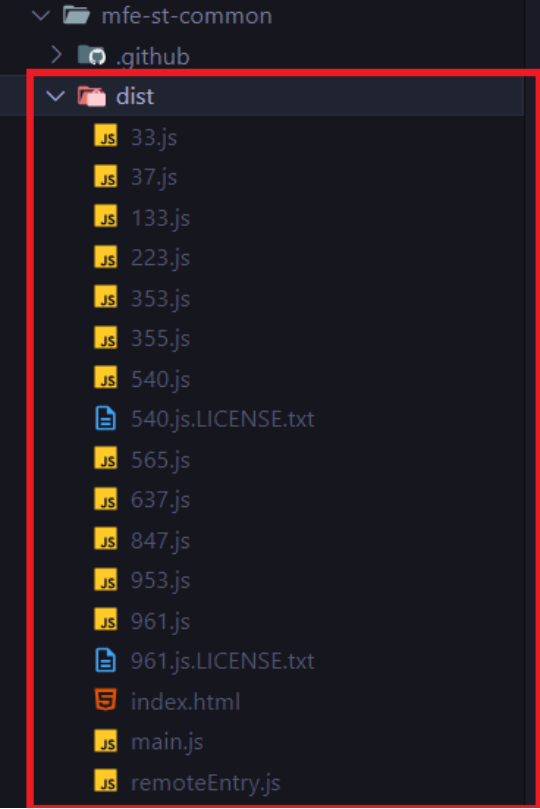 mfe-st-common
.github
dist
JS 33.js
JS 37.js
JS 133.js
JS 223.js
JS 353.js
JS 355.js
JS 540.js
540.js.LICENSE.txt
JS 565.js
JS 637.js
JS 847.js
JS 953.js
JS 961.js
961.js.LICENSE.txt
5 index.html
JS main.js
JS remoteEntry.js